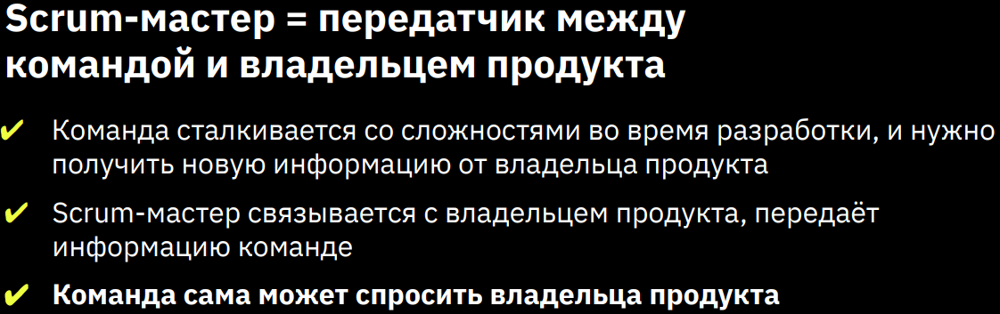 Scrum-мастер = передатчик между
командой и владельцем продукта
✔ Команда сталкивается со сложностями во время разработки, и нужно
получить новую информацию от владельца продукта
✔ Scrum-мастер связывается с владельцем продукта, передаёт
информацию команде
✔ Команда сама может спросить владельца продукта